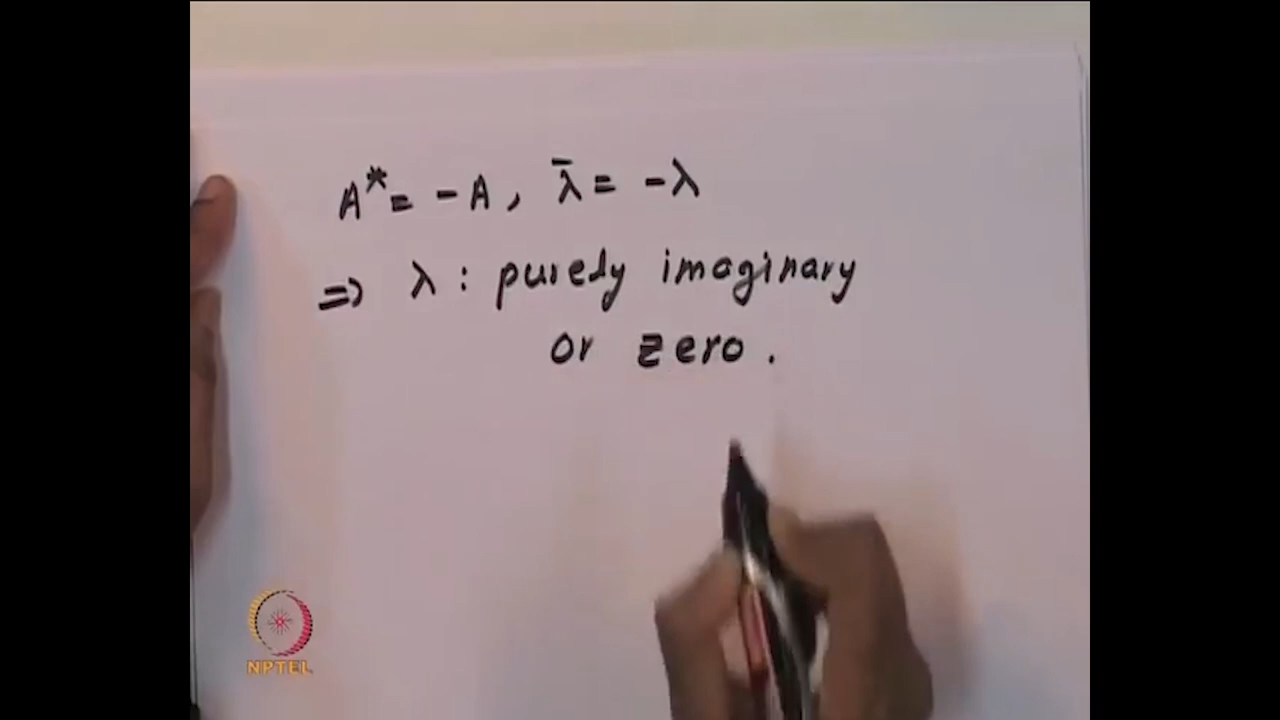 A* = -A, λ̄ = -λ
⇒ λ : purely imaginary
or zero.
NPTEL